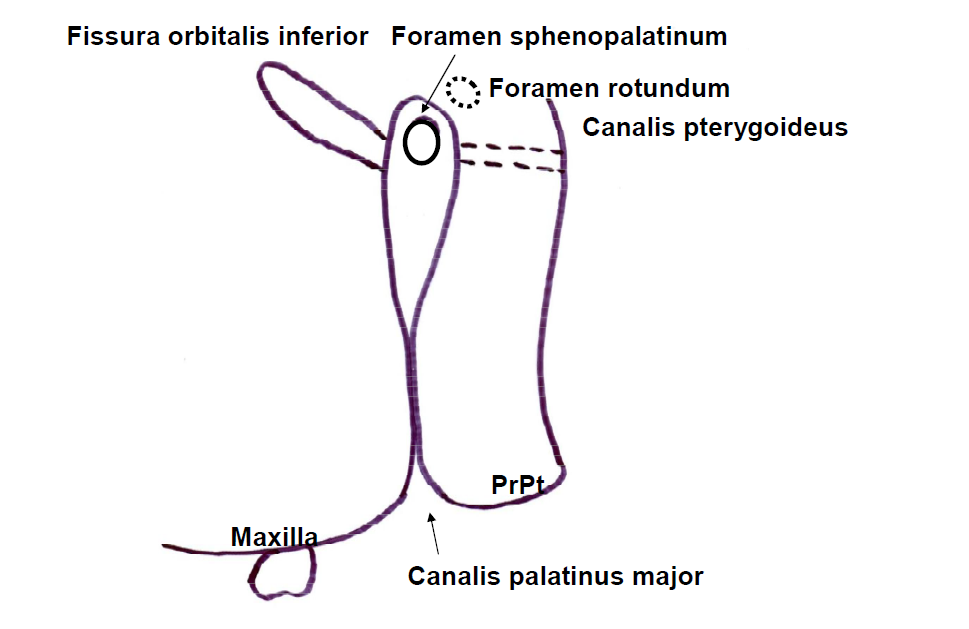 Fissura orbitalis inferior
Foramen sphenopalatinum
Foramen rotundum
Canalis pterygoideus
PrPt
Maxilla
Canalis palatinus major